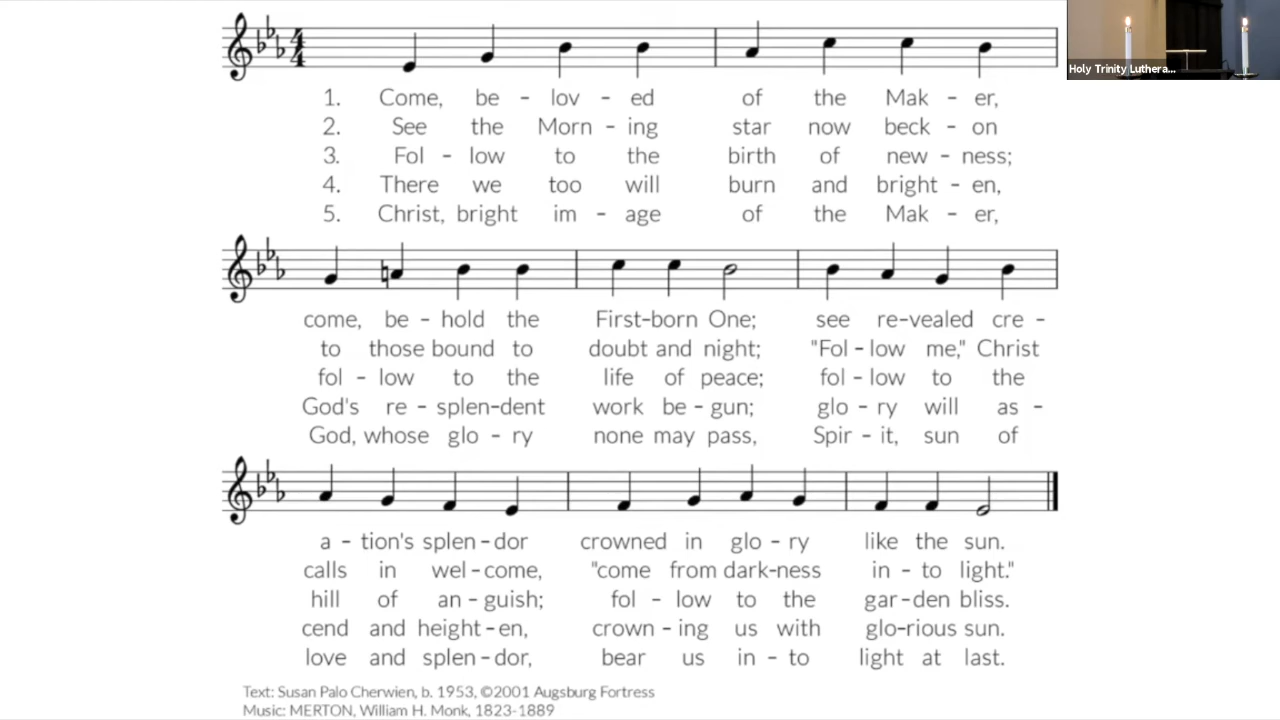 Holy Trinity Luthera...
1. Come, be - lov - ed of the Mak - er,
2. See the Morn - ing star now beck - on
3. Fol - low to the birth of new - ness;
4. There we too will burn and bright - en,
5. Christ, bright im - age of the Mak - er,
come, be - hold the First-born One; see re-vealed cre -
to those bound to doubt and night; "Fol - low me," Christ
fol - low to the life of peace; fol - low to the
God's re - splen-dent work be - gun; glo - ry will as -
God, whose glo - ry none may pass, Spir - it, sun of
a - tion's splen - dor crowned in glo - ry like the sun.
calls in wel - come, "come from dark-ness in - to light."
hill of an - guish; fol - low to the gar - den bliss.
cend and height - en, crown - ing us with glo-rious sun.
love and splen - dor, bear us in - to light at last.
Text: Susan Palo Cherwien, b. 1953, ©2001 Augsburg Fortress
Music: MERTON, William H. Monk, 1823-1889